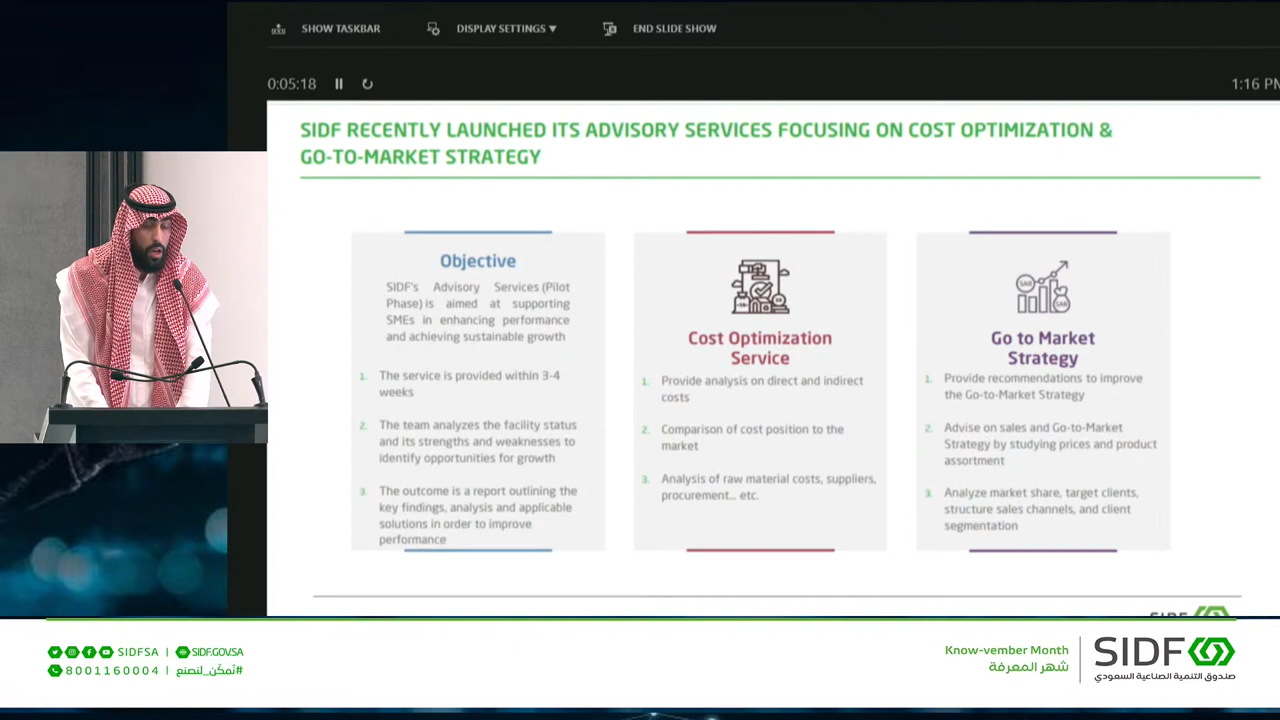 SHOW TASKBAR
DISPLAY SETTINGS ▼
END SLIDE SHOW
0:05:18
1:16 PM
SIDF RECENTLY LAUNCHED ITS ADVISORY SERVICES FOCUSING ON COST OPTIMIZATION &
GO-TO-MARKET STRATEGY
Objective
SIDF's Advisory Services (Pilot
Phase) is aimed at supporting
SMEs in enhancing performance
and achieving sustainable growth
1. The service is provided within 3-4
weeks
2. The team analyzes the facility status
and its strengths and weaknesses to
identify opportunities for growth
3. The outcome is a report outlining the
key findings, analysis and applicable
solutions in order to improve
performance
Cost Optimization
Service
1. Provide analysis on direct and indirect
costs
2. Comparison of cost position to the
market
3. Analysis of raw material costs, suppliers,
procurement... etc.
SAR
SAR
Go to Market
Strategy
1. Provide recommendations to improve
the Go-to-Market Strategy
2. Advise on sales and Go-to-Market
Strategy by studying prices and product
assortment
3. Analyze market share, target clients,
structure sales channels, and client
segmentation
SIDF
SIDFSA | SIDF.GOV.SA
8001160004 | #نُمكّن_لنصنع
Know-vember Month
شهر المعرفة
SIDF
صندوق التنمية الصناعية السعودي